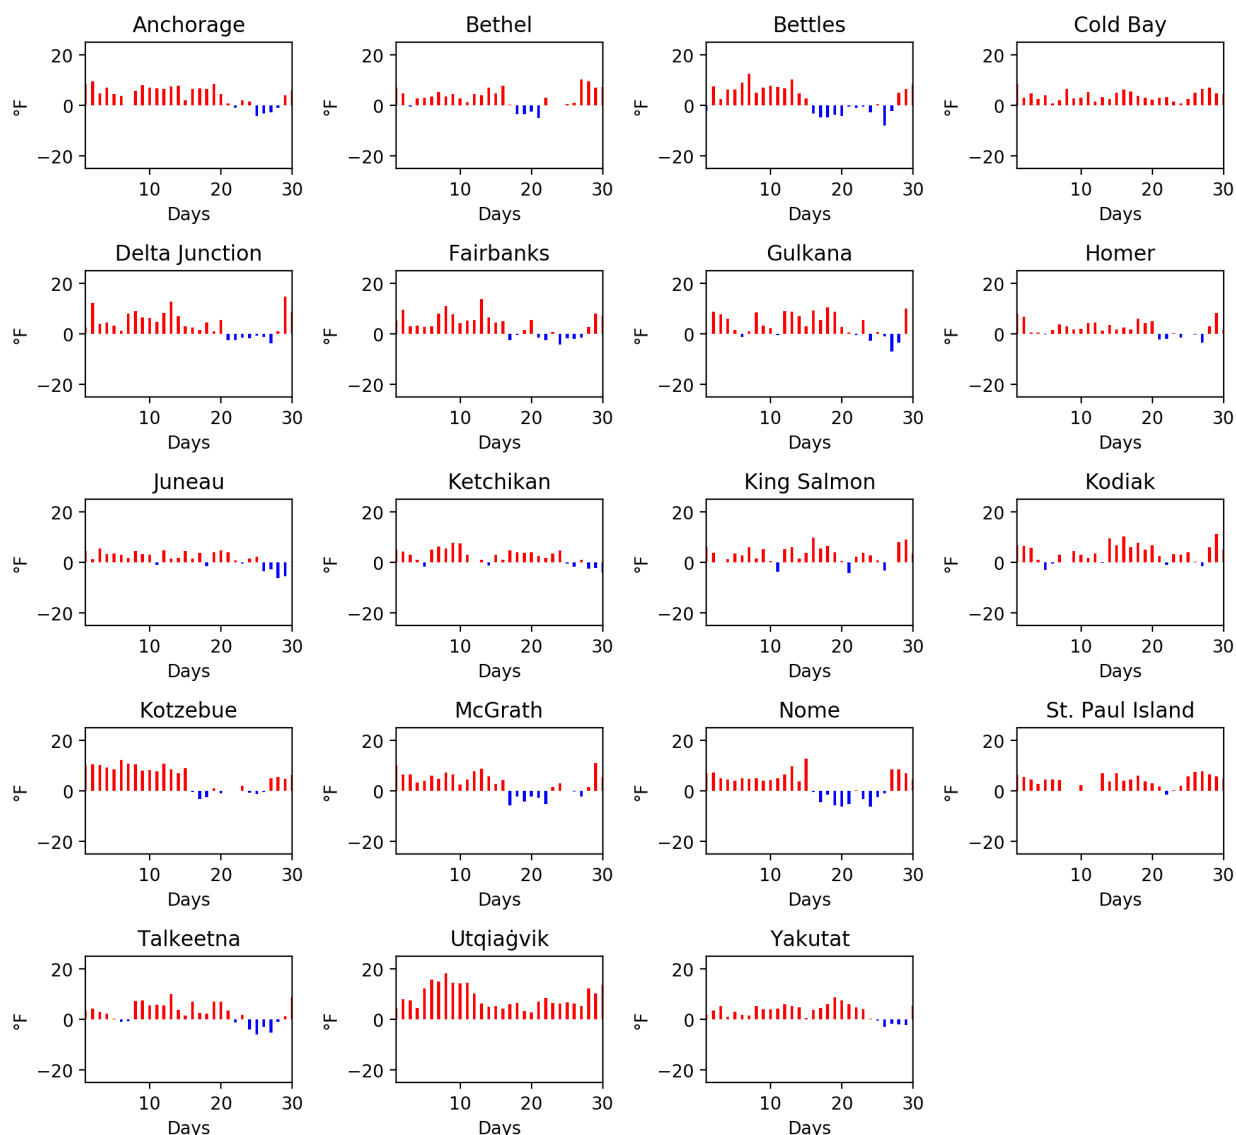 Anchorage Bethel Bettles Cold Bay
20 20 20 20
°F 0 °F 0 °F 0 °F 0
−20 −20 −20 −20
10 20 30 10 20 30 10 20 30 10 20 30
Days Days Days Days
Delta Junction Fairbanks Gulkana Homer
20 20 20 20
°F 0 °F 0 °F 0 °F 0
−20 −20 −20 −20
10 20 30 10 20 30 10 20 30 10 20 30
Days Days Days Days
Juneau Ketchikan King Salmon Kodiak
20 20 20 20
°F 0 °F 0 °F 0 °F 0
−20 −20 −20 −20
10 20 30 10 20 30 10 20 30 10 20 30
Days Days Days Days
Kotzebue McGrath Nome St. Paul Island
20 20 20 20
°F 0 °F 0 °F 0 °F 0
−20 −20 −20 −20
10 20 30 10 20 30 10 20 30 10 20 30
Days Days Days Days
Talkeetna Utqiaġvik Yakutat
20 20 20
°F 0 °F 0 °F 0
−20 −20 −20
10 20 30 10 20 30 10 20 30
Days Days Days